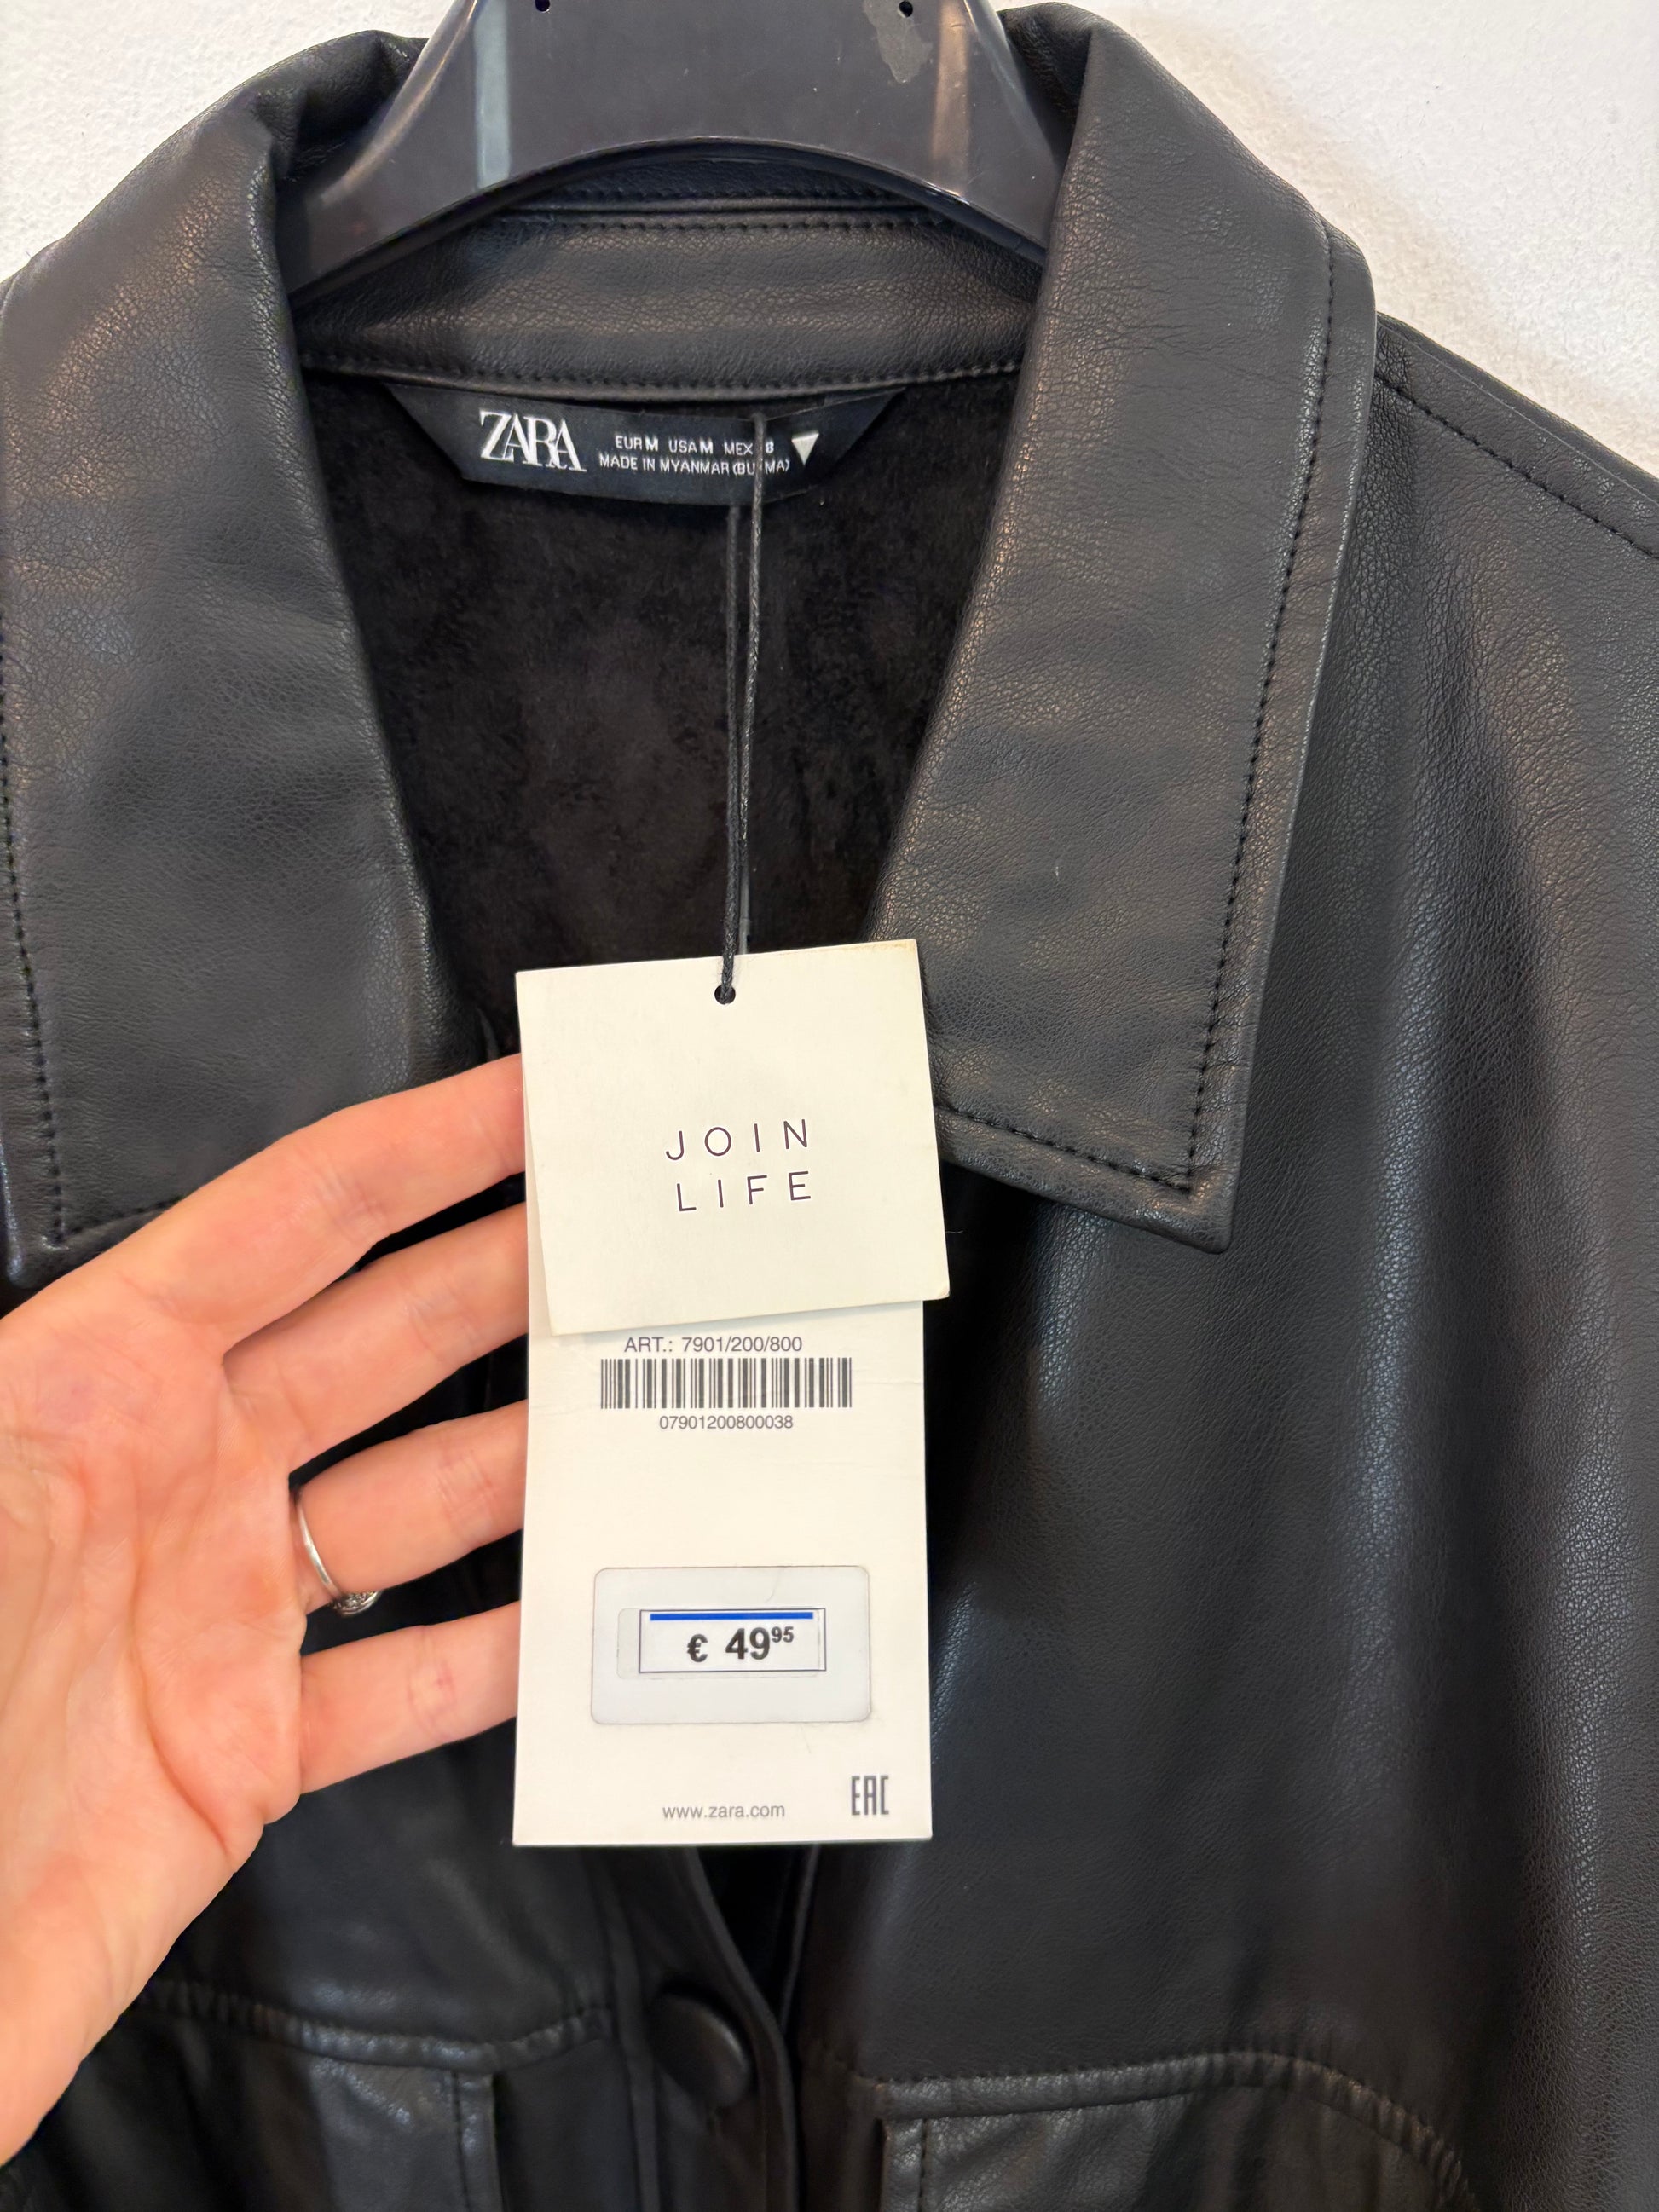 ZARA
EUR M USA M MEX
MADE IN MYANMAR
JOIN
LIFE
ART.: 7901/200/800
07901200800038
€ 49⁹⁵
www.zara.com
EAC